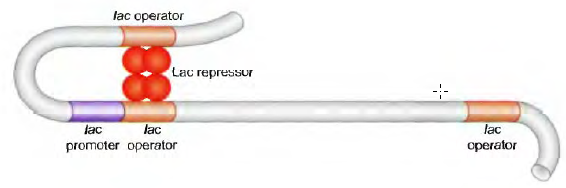 lac operator
Lac repressor
lac
promoter
lac
operator
lac
operator